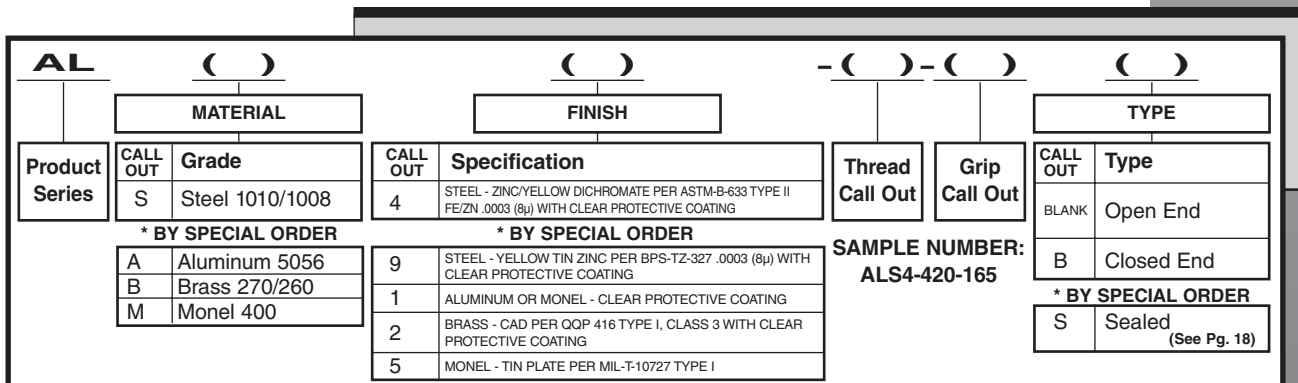 AL ( ) ( ) - ( ) - ( ) ( )
MATERIAL
FINISH
TYPE
Product
Series
CALL
OUT
Grade
S Steel 1010/1008
* BY SPECIAL ORDER
A Aluminum 5056
B Brass 270/260
M Monel 400
CALL
OUT
Specification
4 STEEL - ZINC/YELLOW DICHROMATE PER ASTM-B-633 TYPE II
FE/ZN .0003 (8µ) WITH CLEAR PROTECTIVE COATING
* BY SPECIAL ORDER
9 STEEL - YELLOW TIN ZINC PER BPS-TZ-327 .0003 (8µ) WITH
CLEAR PROTECTIVE COATING
1 ALUMINUM OR MONEL - CLEAR PROTECTIVE COATING
2 BRASS - CAD PER QQP 416 TYPE I, CLASS 3 WITH CLEAR
PROTECTIVE COATING
5 MONEL - TIN PLATE PER MIL-T-10727 TYPE I
Thread
Call Out
Grip
Call Out
SAMPLE NUMBER:
ALS4-420-165
CALL
OUT
Type
BLANK Open End
B Closed End
* BY SPECIAL ORDER
S Sealed
(See Pg. 18)